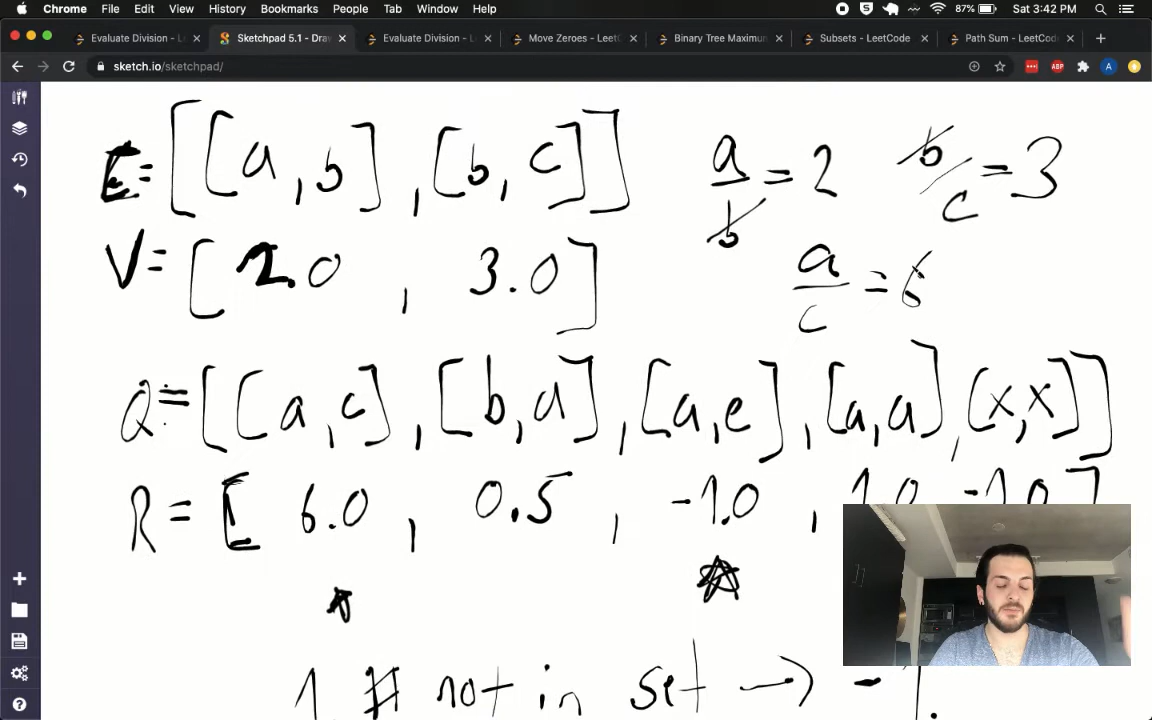 Chrome File Edit View History Bookmarks People Tab Window Help 87% Sat 3:42 PM
Evaluate Division - L Sketchpad 5.1 - Draw Evaluate Division - L Move Zeroes - LeetC Binary Tree Maximum Subsets - LeetCode Path Sum - LeetCode
sketch.io/sketchpad/ ABP A
E = [[a, b], [b, c]] a/b = 2 b/c = 3
V = [2.0, 3.0] a/c = 6
Q = [[a, c], [b, a], [a, e], [a, a], [x, x]]
R = [6.0, 0.5, -1.0, 1.0, -1.0]
1. # not in set → -1.